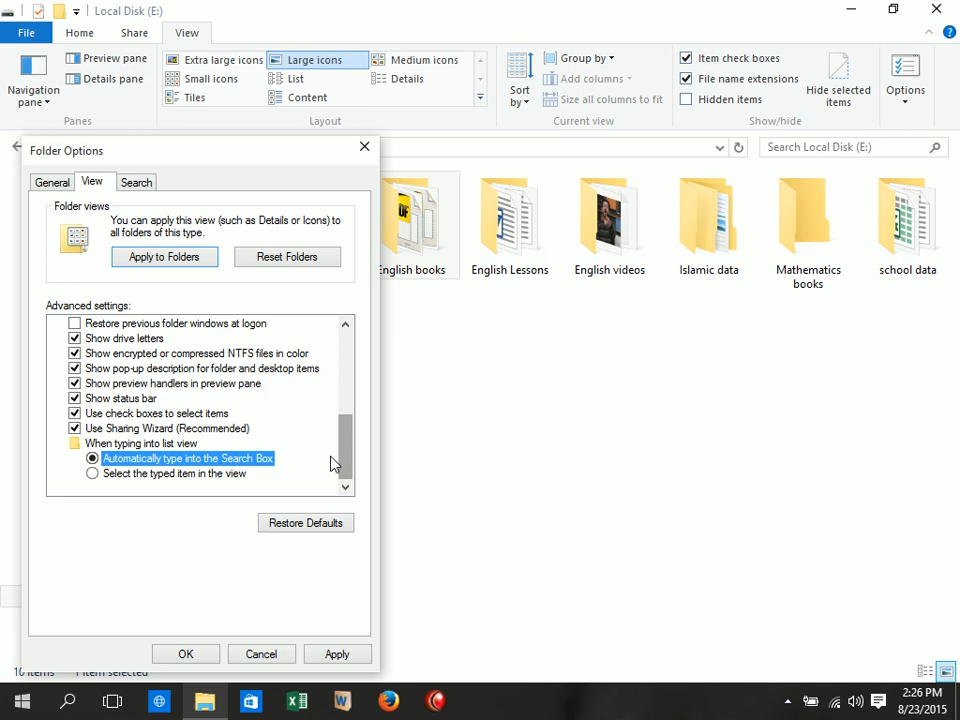 Local Disk (E:)
File Home Share View
Navigation pane
Preview pane
Details pane
Panes
Extra large icons Large icons Medium icons
Small icons List Details
Tiles Content
Layout
Sort by
Group by
Add columns
Size all columns to fit
Current view
Item check boxes
File name extensions
Hidden items
Hide selected items
Show/hide
Options
Search Local Disk (E:)
Folder Options
General View Search
Folder views
You can apply this view (such as Details or Icons) to
all folders of this type.
Apply to Folders Reset Folders
Advanced settings:
Restore previous folder windows at logon
Show drive letters
Show encrypted or compressed NTFS files in color
Show pop-up description for folder and desktop items
Show preview handlers in preview pane
Show status bar
Use check boxes to select items
Use Sharing Wizard (Recommended)
When typing into list view
Automatically type into the Search Box
Select the typed item in the view
Restore Defaults
OK Cancel Apply
English books English Lessons English videos Islamic data Mathematics books school data
10 items 1 item selected
2:26 PM
8/23/2015